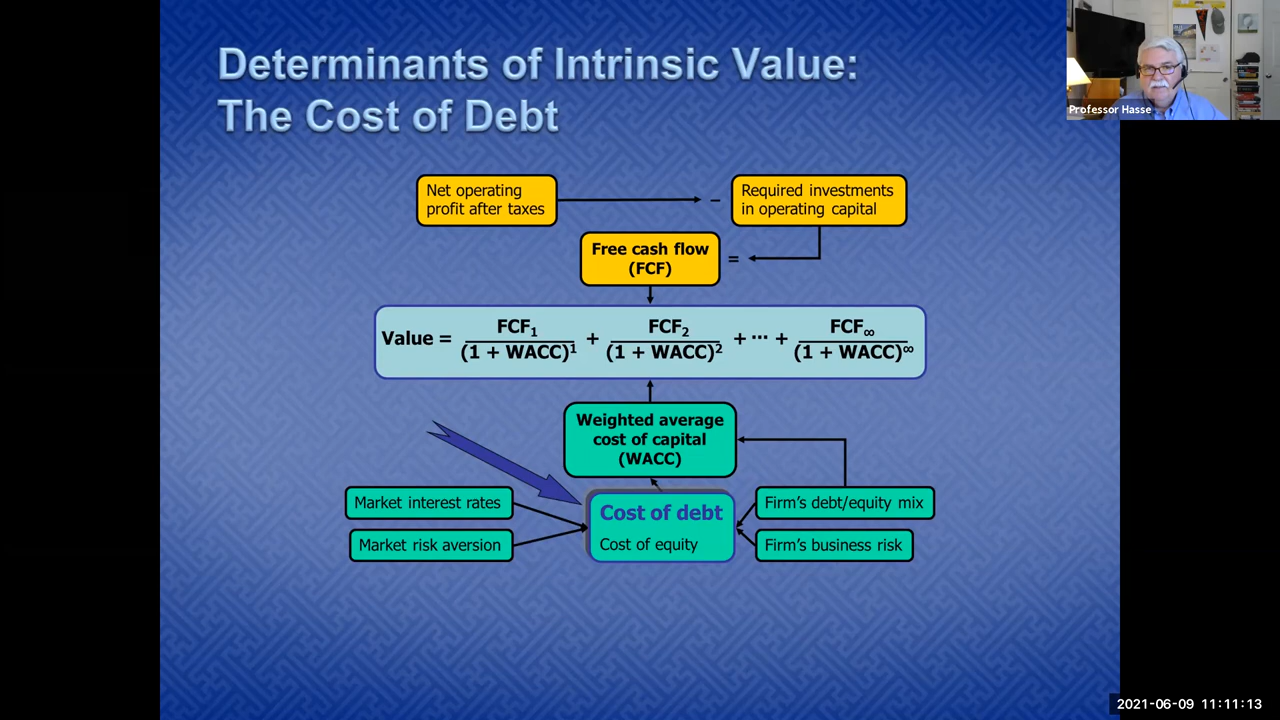 Determinants of Intrinsic Value:
The Cost of Debt
Professor Hasse
Net operating
profit after taxes
–
Required investments
in operating capital
Free cash flow
(FCF)
=
Value = FCF₁ / (1 + WACC)¹ + FCF₂ / (1 + WACC)² + ··· + FCF∞ / (1 + WACC)∞
Weighted average
cost of capital
(WACC)
Market interest rates
Market risk aversion
Cost of debt
Cost of equity
Firm's debt/equity mix
Firm's business risk
2021-06-09 11:11:13